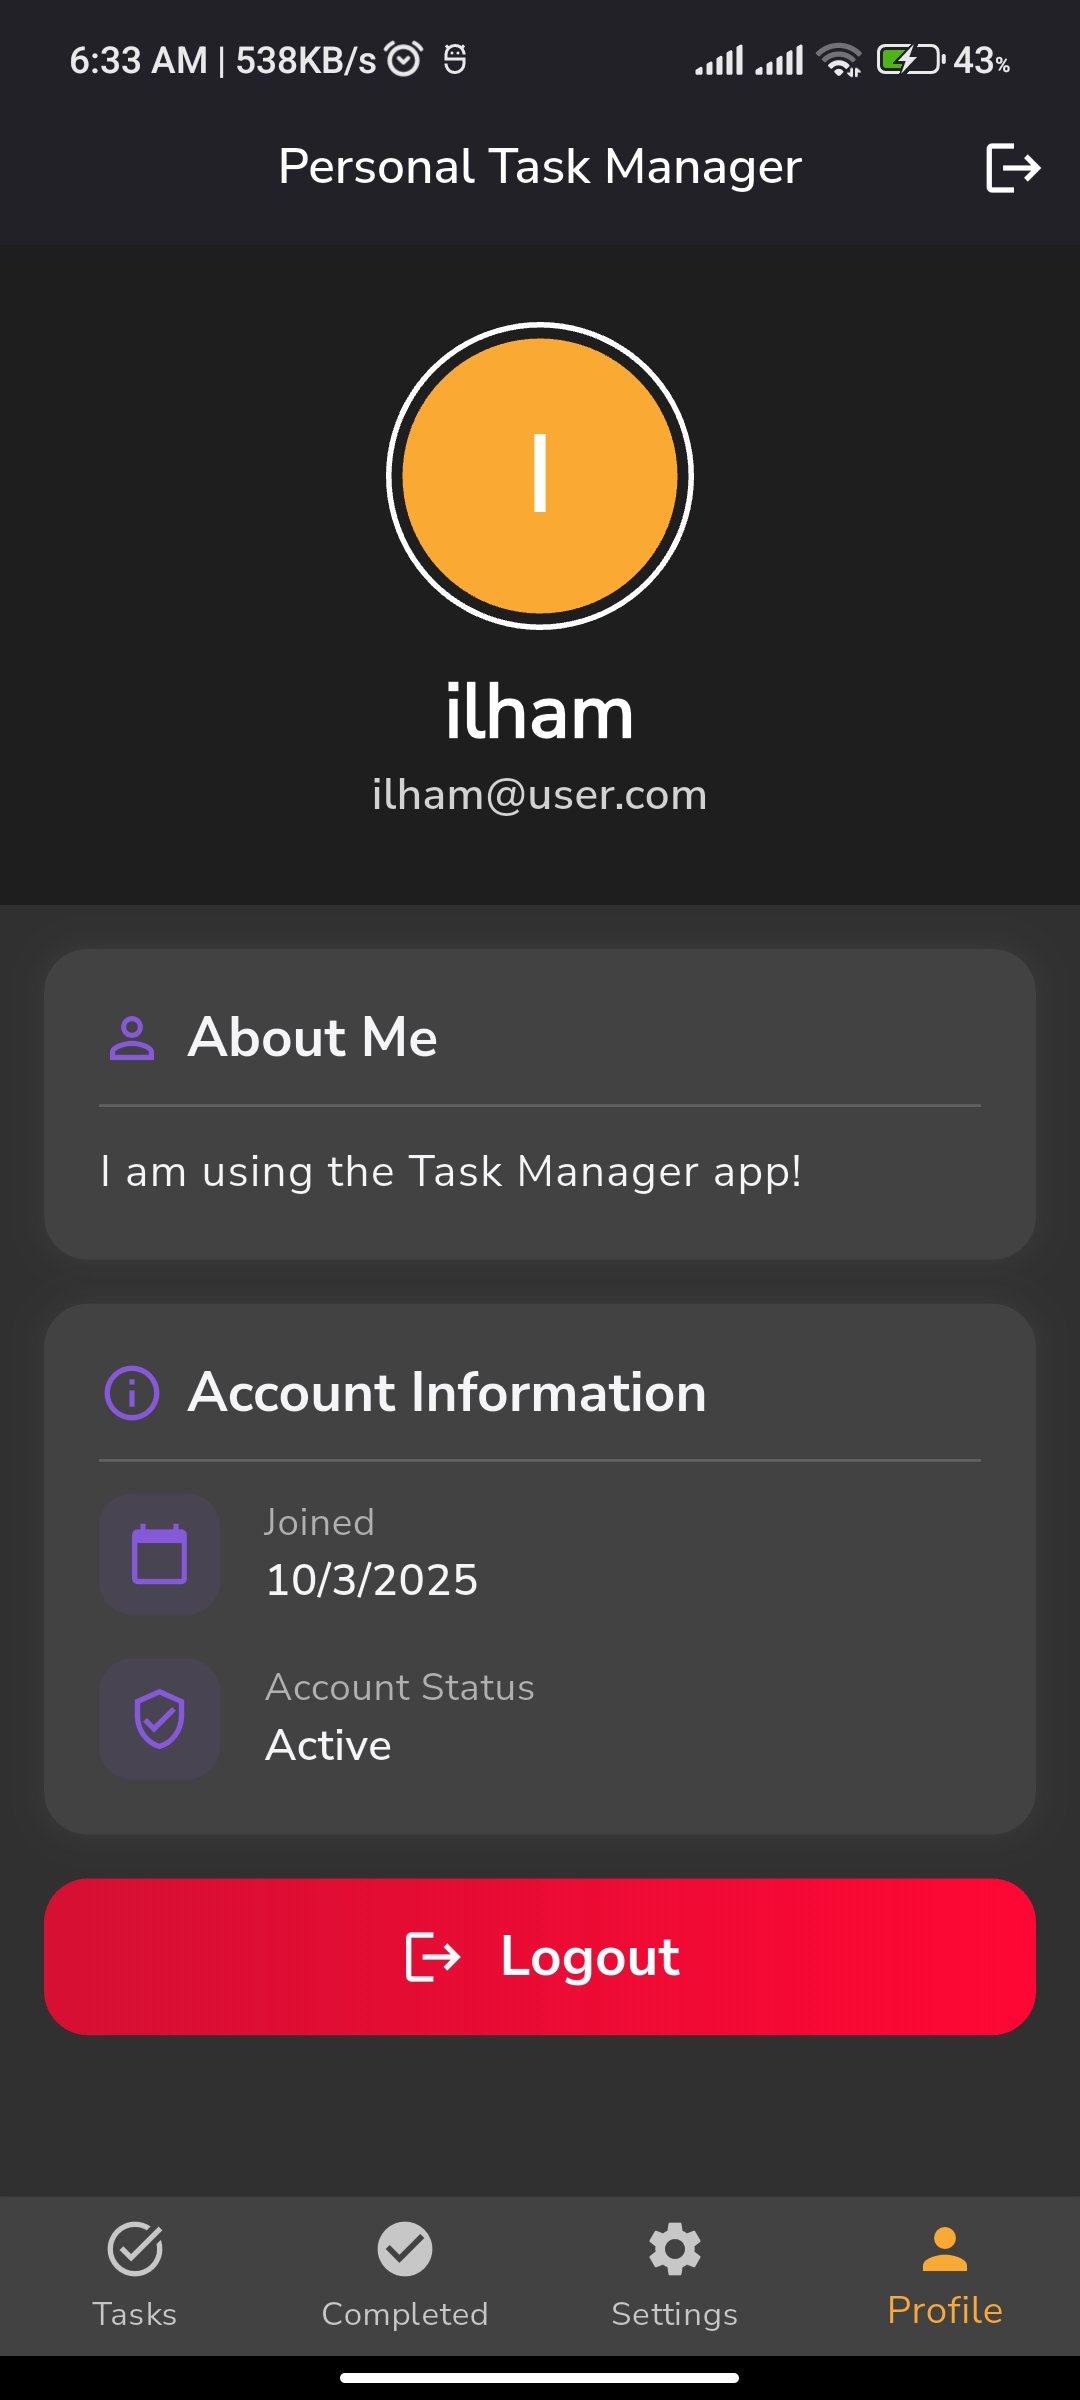 6:33 AM | 538KB/s 43%
Personal Task Manager
I
ilham
ilham@user.com
About Me
I am using the Task Manager app!
Account Information
Joined
10/3/2025
Account Status
Active
Logout
Tasks Completed Settings Profile